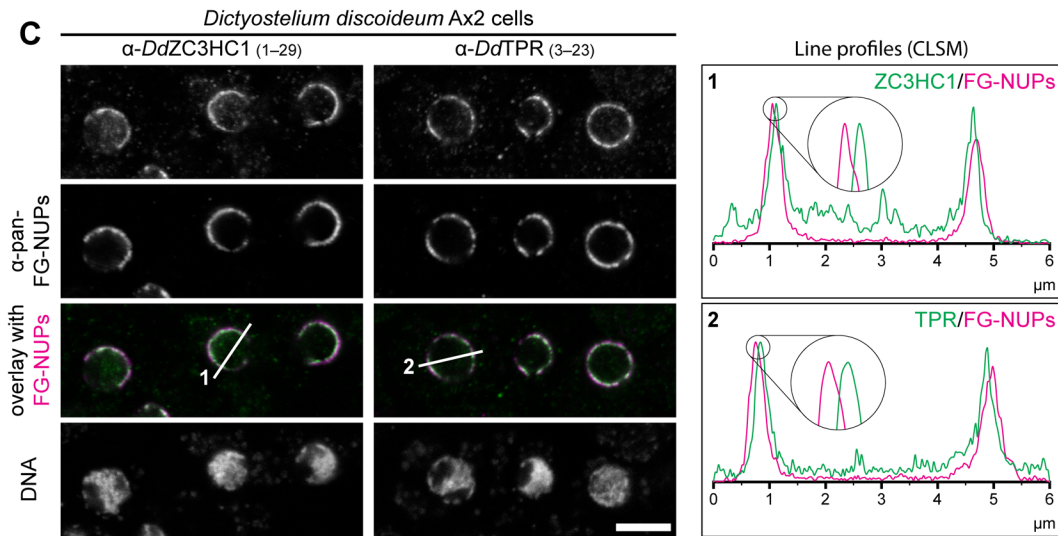 C
Dictyostelium discoideum Ax2 cells
α-DdZC3HC1 (1–29)
α-DdTPR (3–23)
α-pan-
FG-NUPs
overlay with
FG-NUPs
DNA
1
2
Line profiles (CLSM)
1
ZC3HC1/FG-NUPs
0 1 2 3 4 5 6
µm
2
TPR/FG-NUPs
0 1 2 3 4 5 6
µm